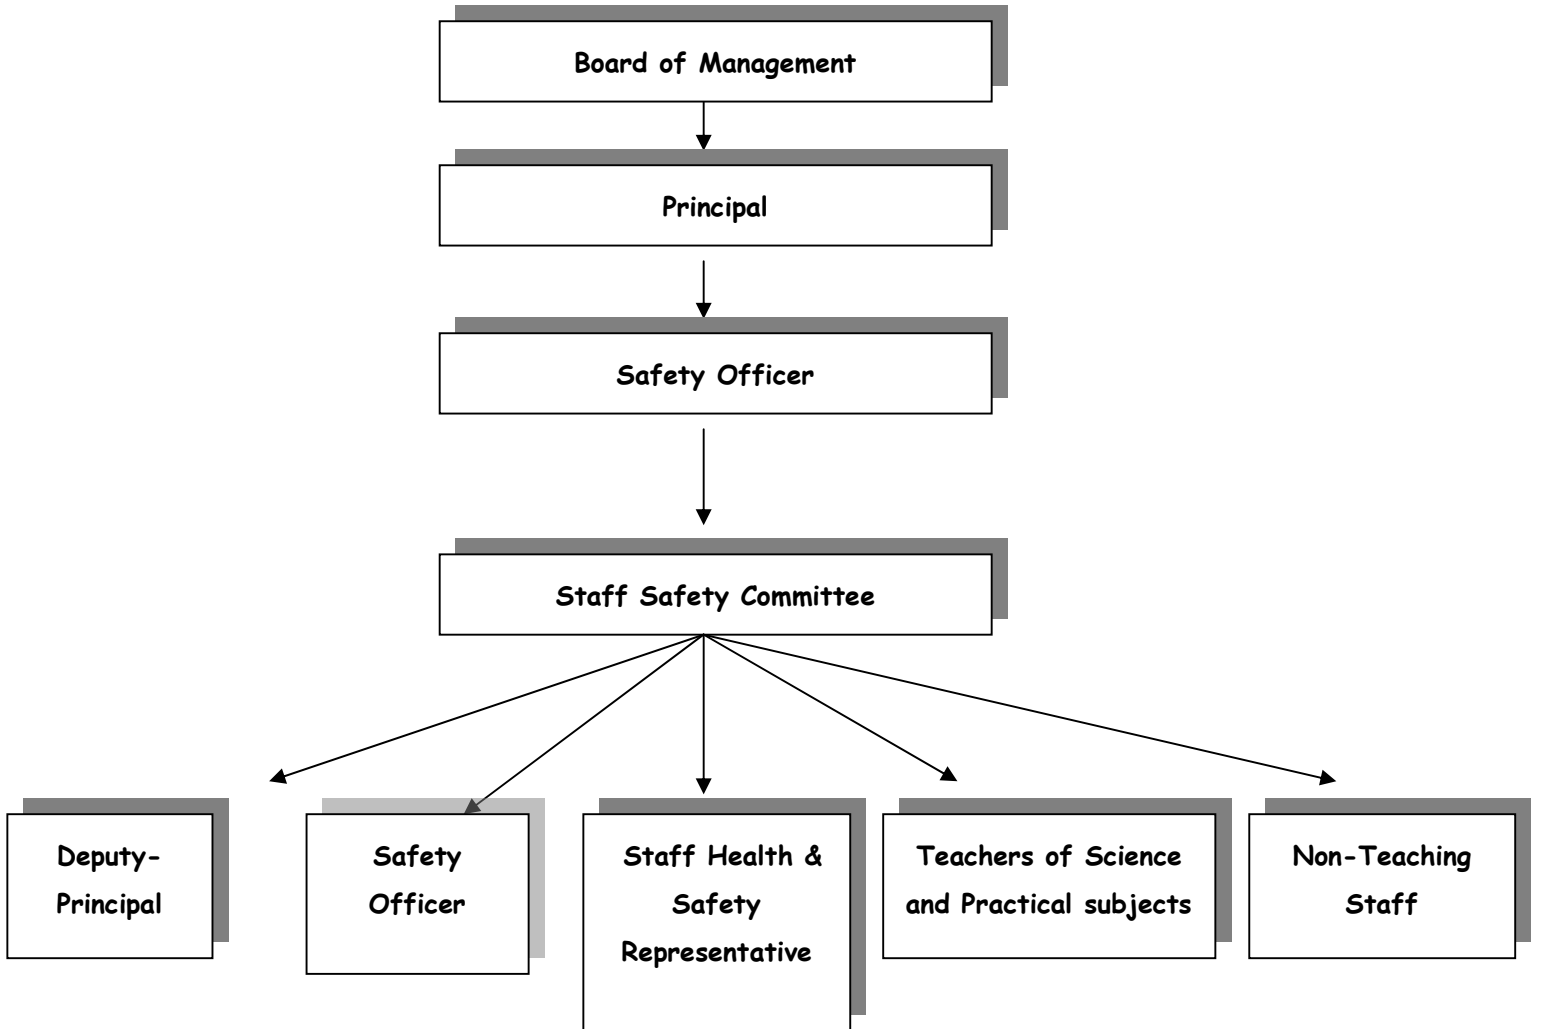 Board of Management
Principal
Safety Officer
Staff Safety Committee
Deputy-
Principal
Safety
Officer
Staff Health &
Safety
Representative
Teachers of Science
and Practical subjects
Non-Teaching
Staff